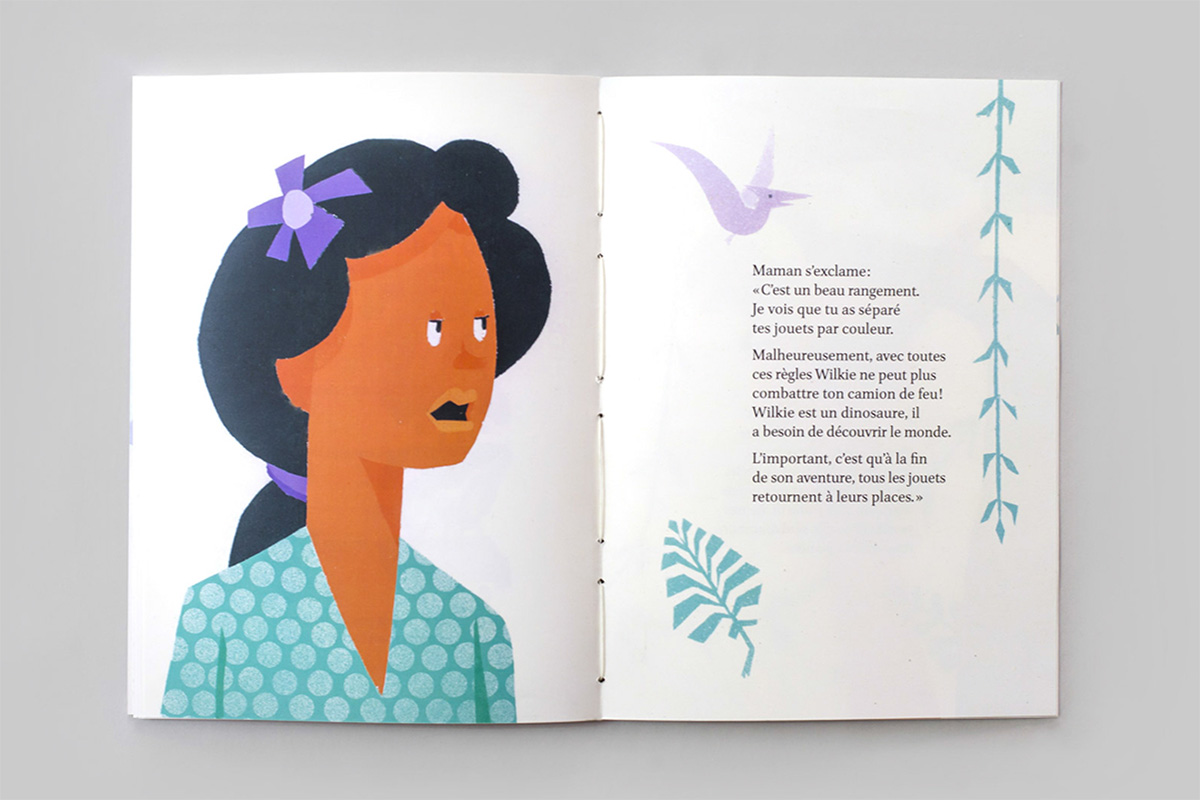 Maman s'exclame:
«C'est un beau rangement.
Je vois que tu as séparé
tes jouets par couleur.
Malheureusement, avec toutes
ces règles Wilkie ne peut plus
combattre ton camion de feu!
Wilkie est un dinosaure, il
a besoin de découvrir le monde.
L'important, c'est qu'à la fin
de son aventure, tous les jouets
retournent à leurs places.»